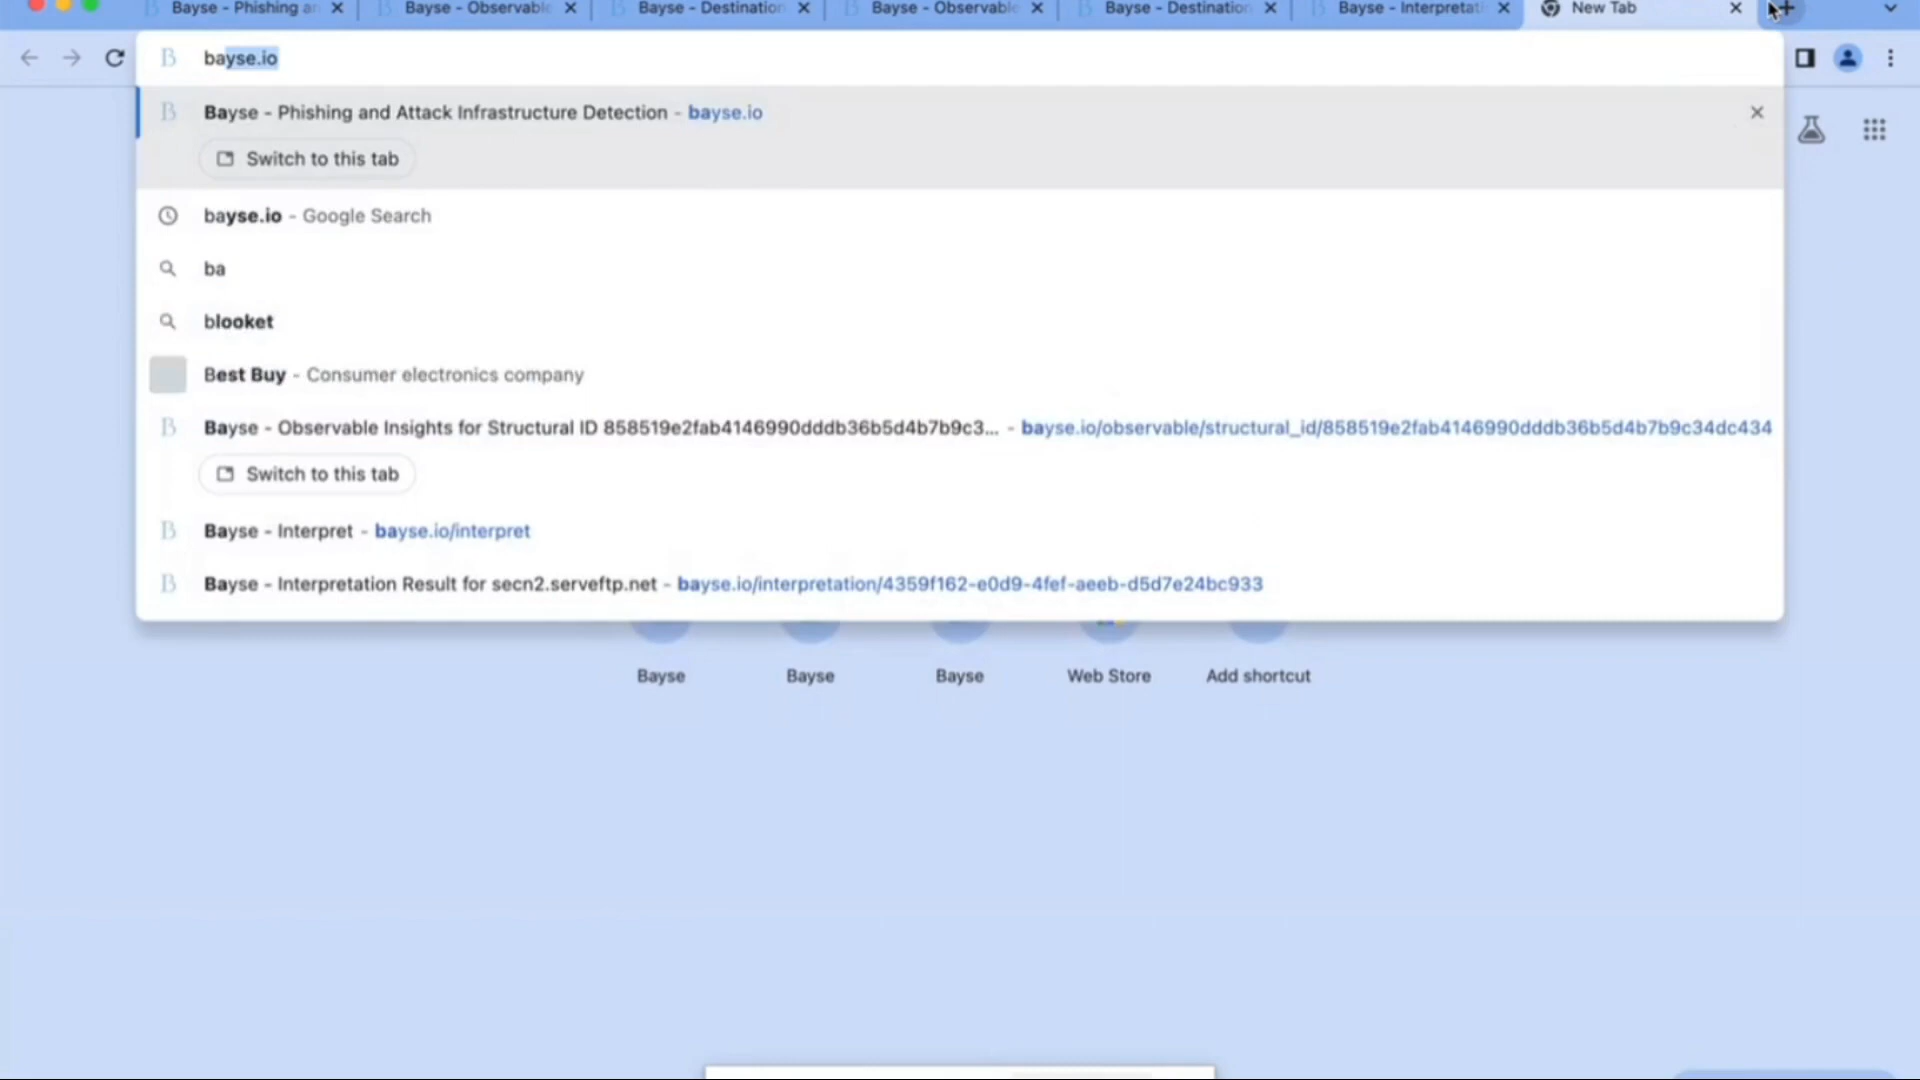 Bayse - Phishing an
Bayse - Observable
Bayse - Destination
Bayse - Observable
Bayse - Destination
Bayse - Interpretati
New Tab
bayse.io
Bayse - Phishing and Attack Infrastructure Detection - bayse.io
Switch to this tab
bayse.io - Google Search
ba
blooket
Best Buy - Consumer electronics company
Bayse - Observable Insights for Structural ID 858519e2fab4146990dddb36b5d4b7b9c3... - bayse.io/observable/structural_id/858519e2fab4146990dddb36b5d4b7b9c34dc434
Switch to this tab
Bayse - Interpret - bayse.io/interpret
Bayse - Interpretation Result for secn2.serveftp.net - bayse.io/interpretation/4359f162-e0d9-4fef-aeeb-d5d7e24bc933
Bayse
Bayse
Bayse
Web Store
Add shortcut